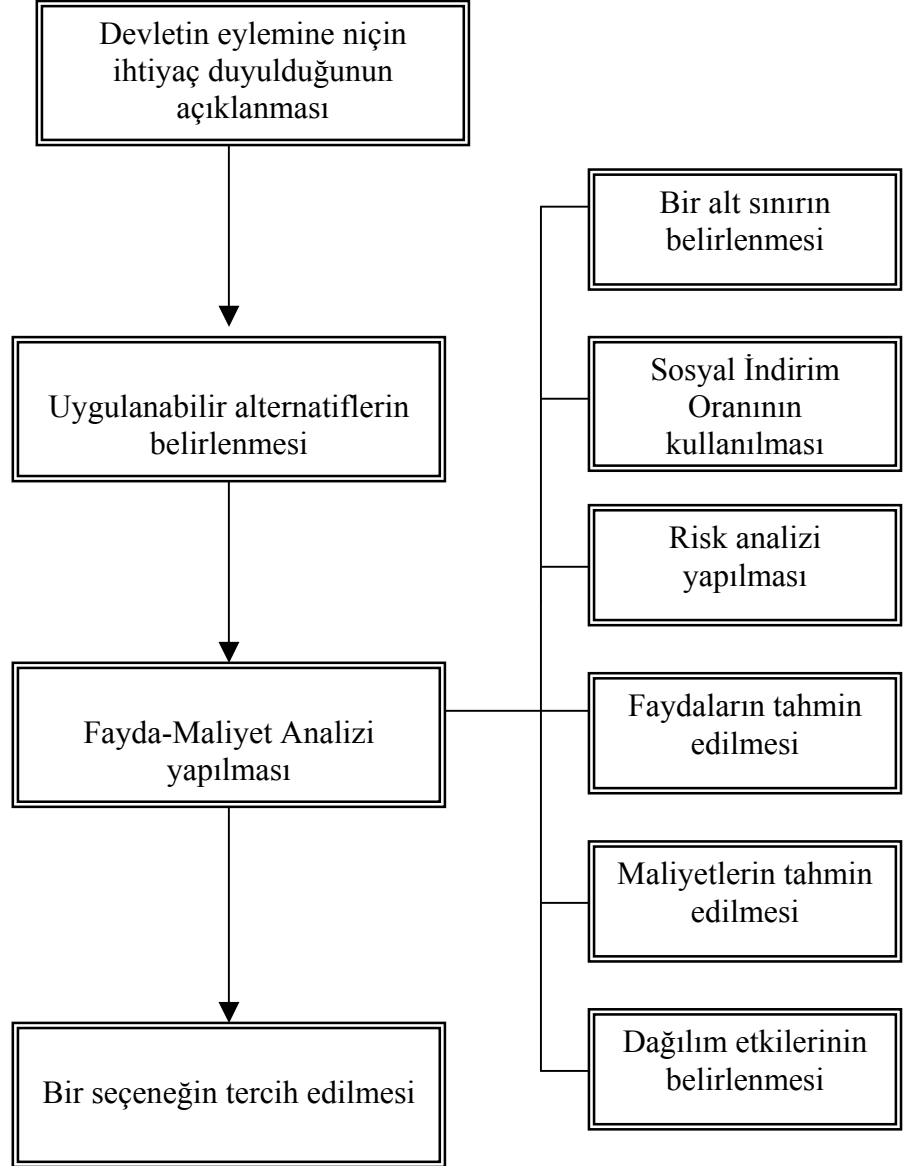 Devletin eylemine niçin
ihtiyaç duyulduğunun
açıklanması
Uygulanabilir alternatiflerin
belirlenmesi
Fayda-Maliyet Analizi
yapılması
Bir seçeneğin tercih edilmesi
Bir alt sınırın
belirlenmesi
Sosyal İndirim
Oranının
kullanılması
Risk analizi
yapılması
Faydaların tahmin
edilmesi
Maliyetlerin tahmin
edilmesi
Dağılım etkilerinin
belirlenmesi